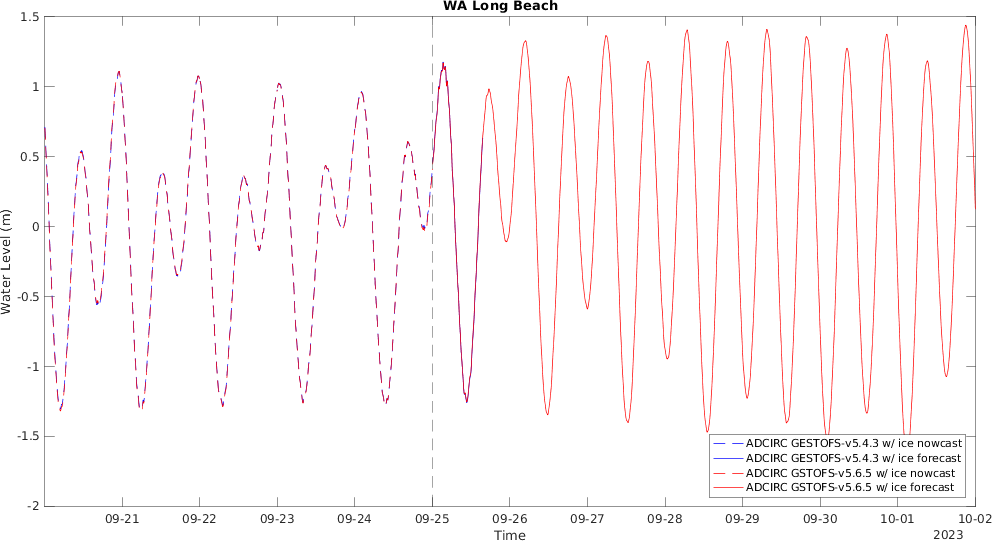 WA Long Beach
1.5
1
0.5
0
-0.5
-1
-1.5
-2
Water Level (m)
ADCIRC GESTOFS-v5.4.3 w/ ice nowcast
ADCIRC GESTOFS-v5.4.3 w/ ice forecast
ADCIRC GSTOFS-v5.6.5 w/ ice nowcast
ADCIRC GSTOFS-v5.6.5 w/ ice forecast
09-21 09-22 09-23 09-24 09-25 09-26 09-27 09-28 09-29 09-30 10-01 10-02
Time
2023